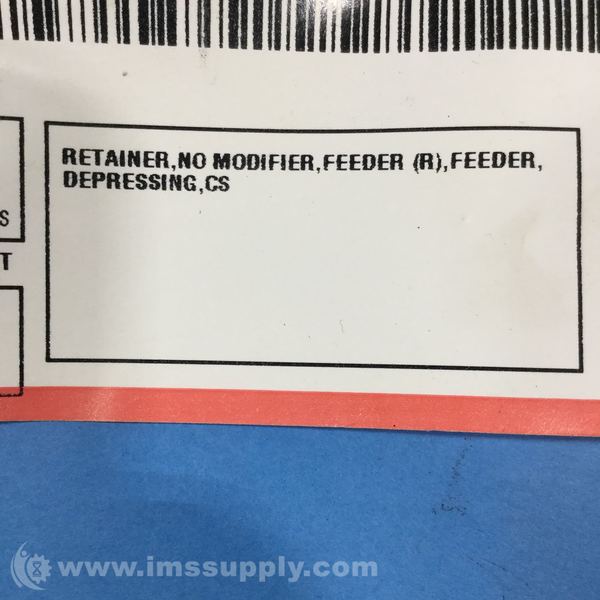 RETAINER,NO MODIFIER,FEEDER (R),FEEDER,
DEPRESSING,CS
S
T
www.imssupply.com